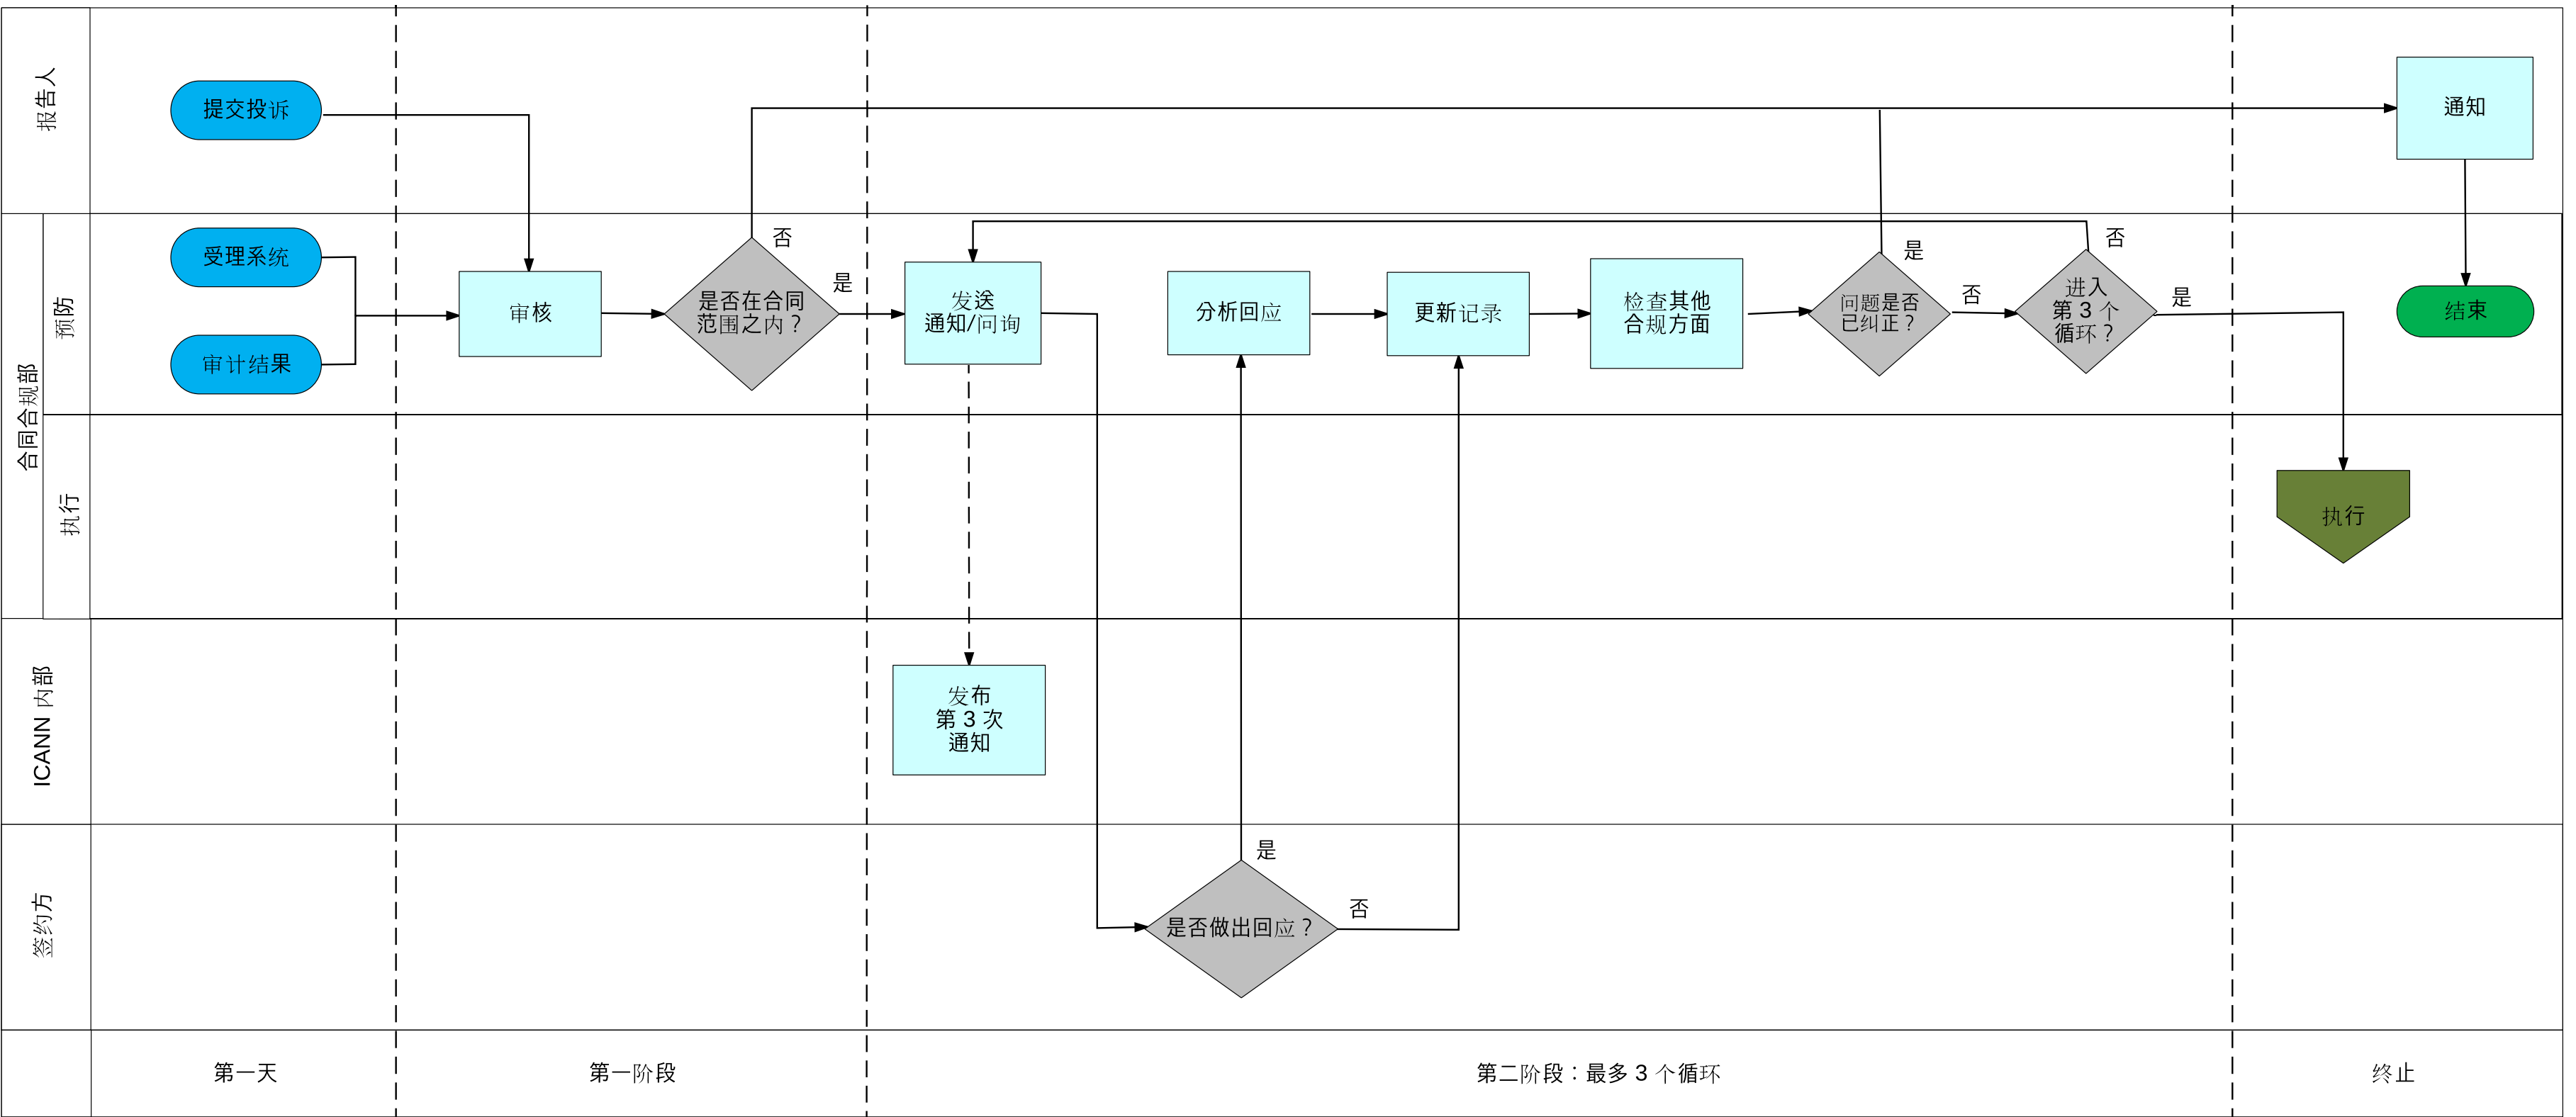 报告人
提交投诉
通知
合同合规部
预防
受理系统
审计结果
审核
是否在合同
范围之内？
否
是
发送
通知/问询
分析回应
更新记录
检查其他
合规方面
问题是否
已纠正？
是
否
进入
第 3 个
循环？
否
是
结束
执行
执行
ICANN 内部
发布
第 3 次
通知
签约方
是否做出回应？
是
否
第一天
第一阶段
第二阶段：最多 3 个循环
终止